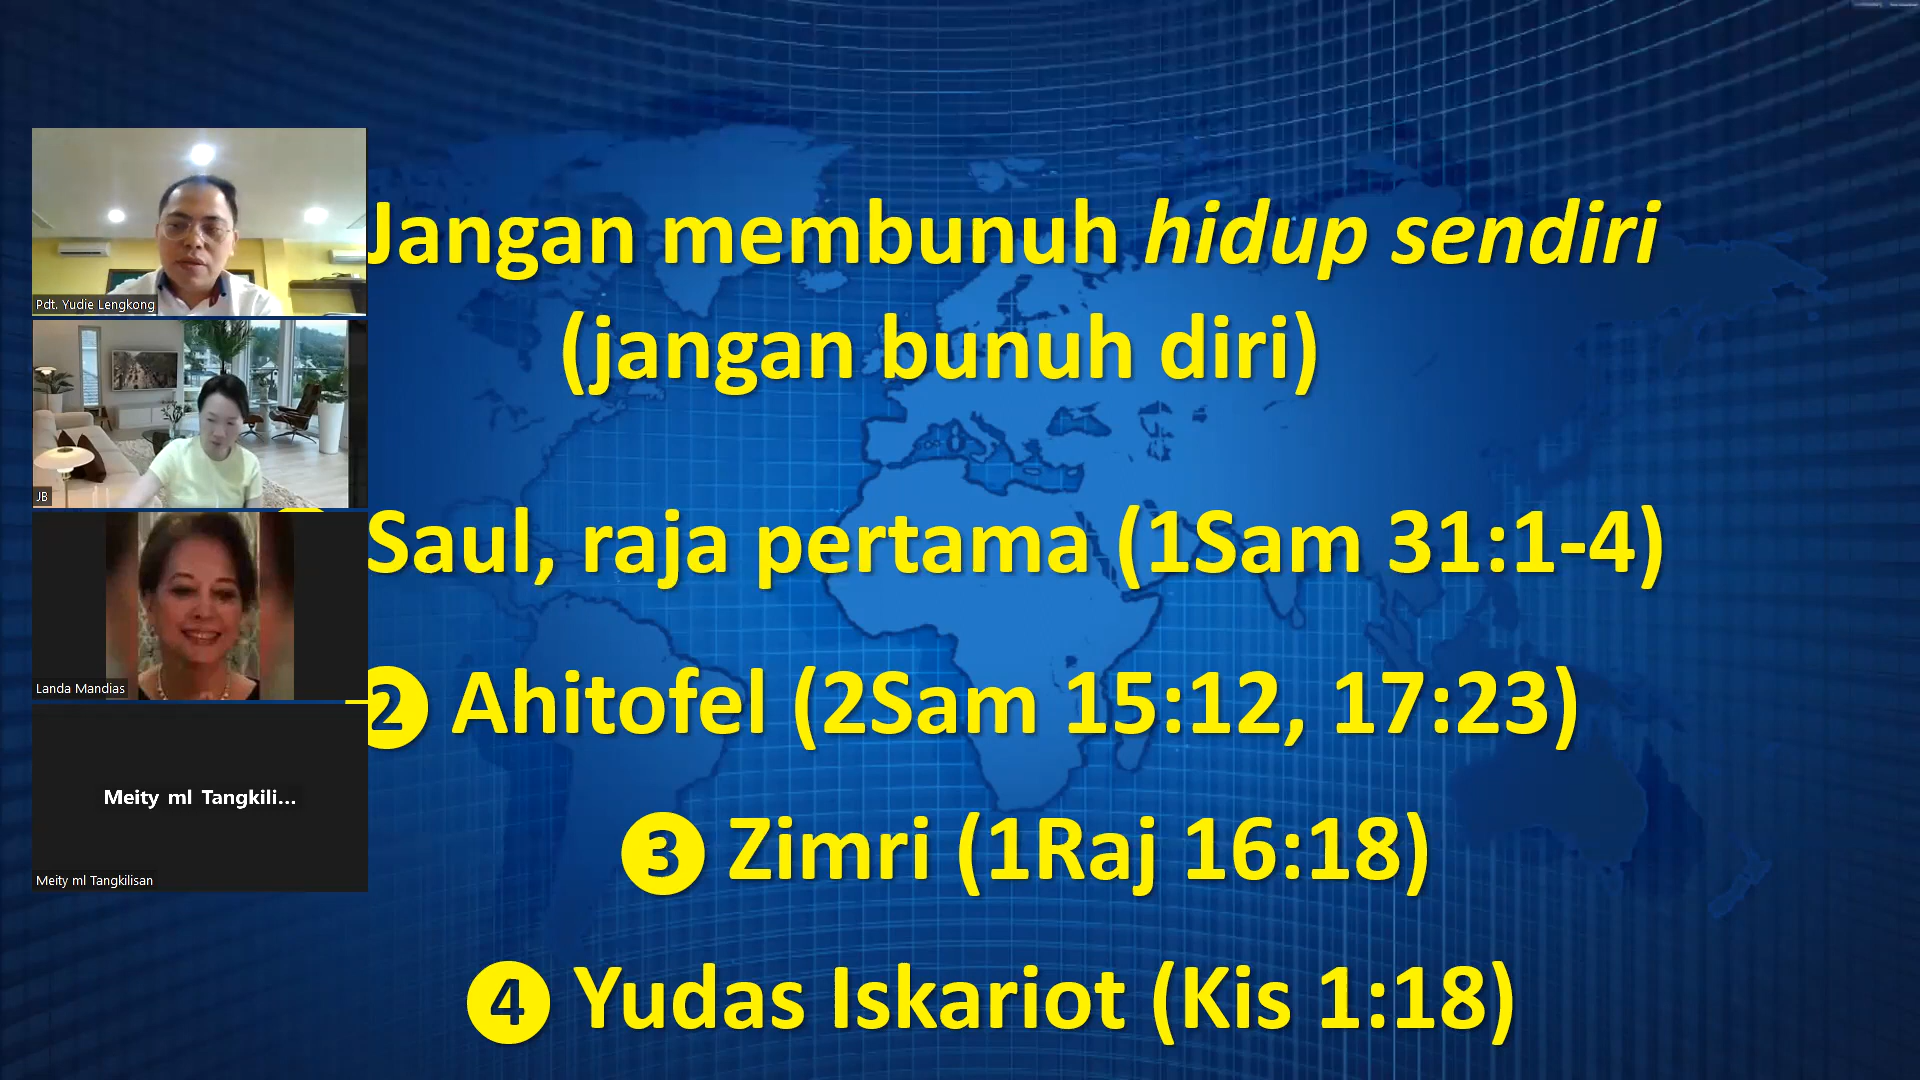 Jangan membunuh hidup sendiri
(jangan bunuh diri)
Saul, raja pertama (1Sam 31:1-4)
2 Ahitofel (2Sam 15:12, 17:23)
3 Zimri (1Raj 16:18)
4 Yudas Iskariot (Kis 1:18)
Pdt. Yudie Lengkong
JB
Landa Mandias
Meity ml Tangkili...
Meity ml Tangkilisan